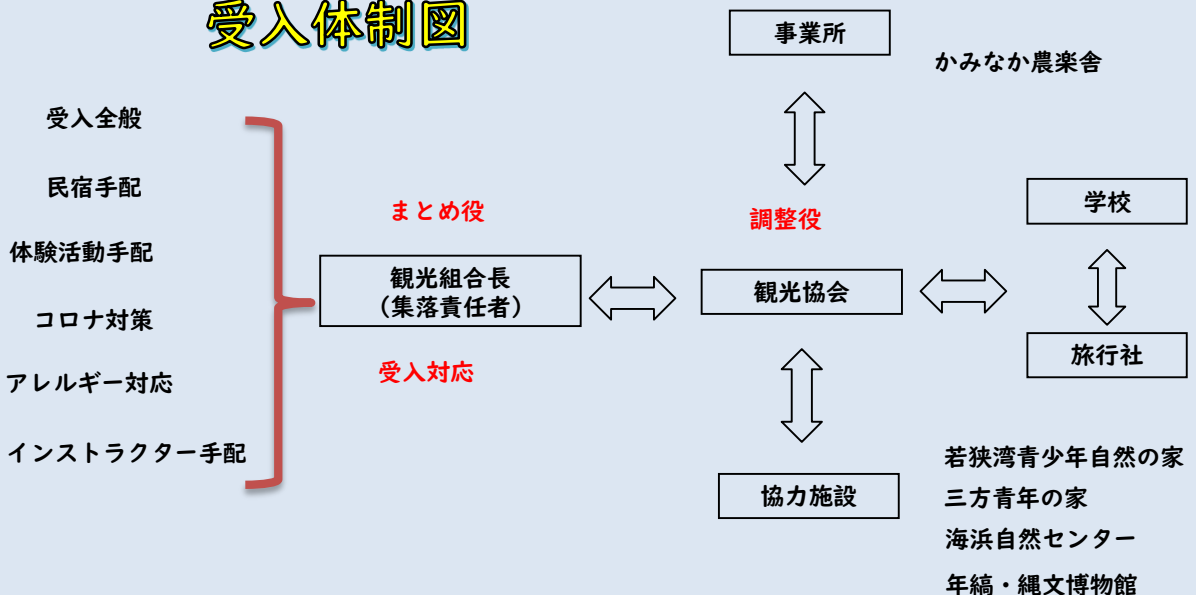 受入体制図
受入全般
民宿手配
体験活動手配
コロナ対策
アレルギー対応
インストラクター手配
まとめ役
観光組合長
（集落責任者）
受入対応
事業所
かみなか農楽舎
調整役
観光協会
学校
旅行社
協力施設
若狭湾青少年自然の家
三方青年の家
海浜自然センター
年縞・縄文博物館